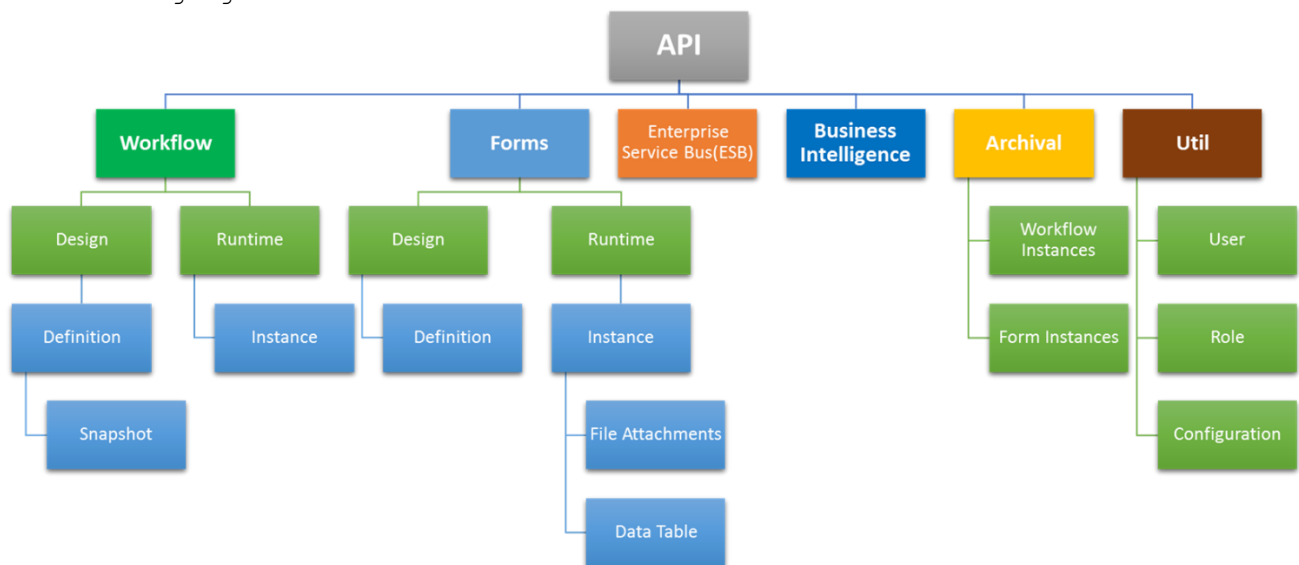 API
Workflow
Forms
Enterprise
Service Bus(ESB)
Business
Intelligence
Archival
Util
Design
Runtime
Design
Runtime
Workflow
Instances
User
Definition
Instance
Definition
Instance
Form Instances
Role
Snapshot
File Attachments
Configuration
Data Table